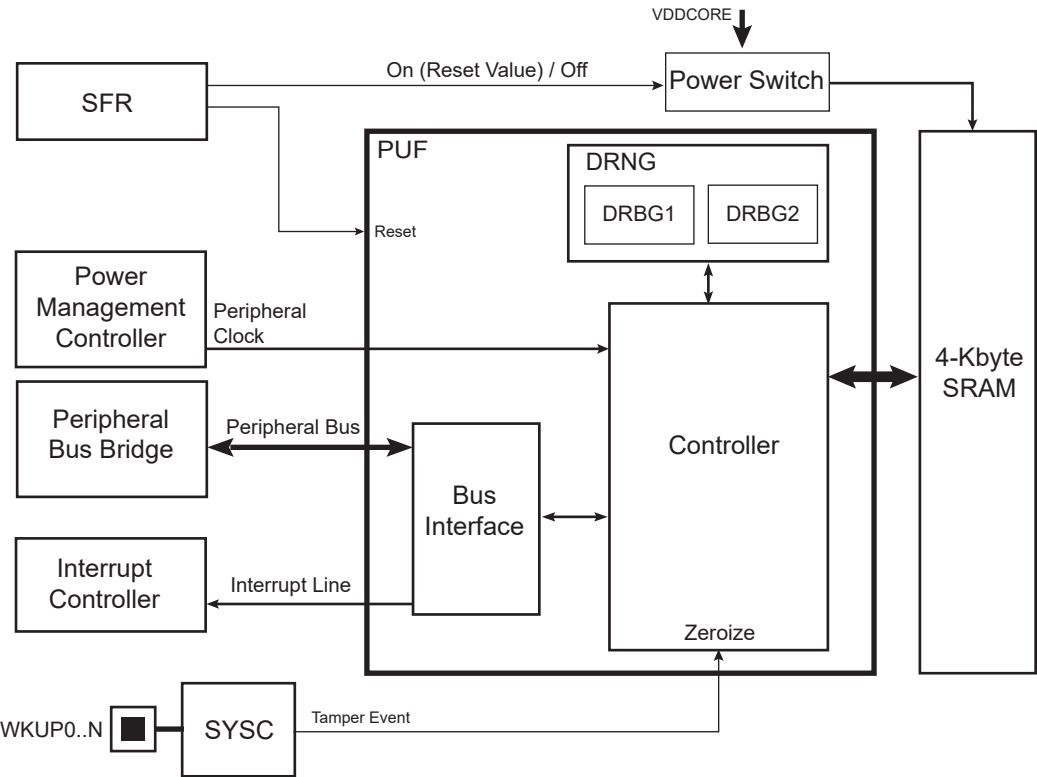 VDDCORE
On (Reset Value) / Off
Power Switch
SFR
PUF
DRNG
DRBG1
DRBG2
Reset
Power
Management
Controller
Peripheral
Clock
4-Kbyte
SRAM
Peripheral
Bus Bridge
Peripheral Bus
Controller
Bus
Interface
Interrupt
Controller
Interrupt Line
Zeroize
WKUP0..N
SYSC
Tamper Event